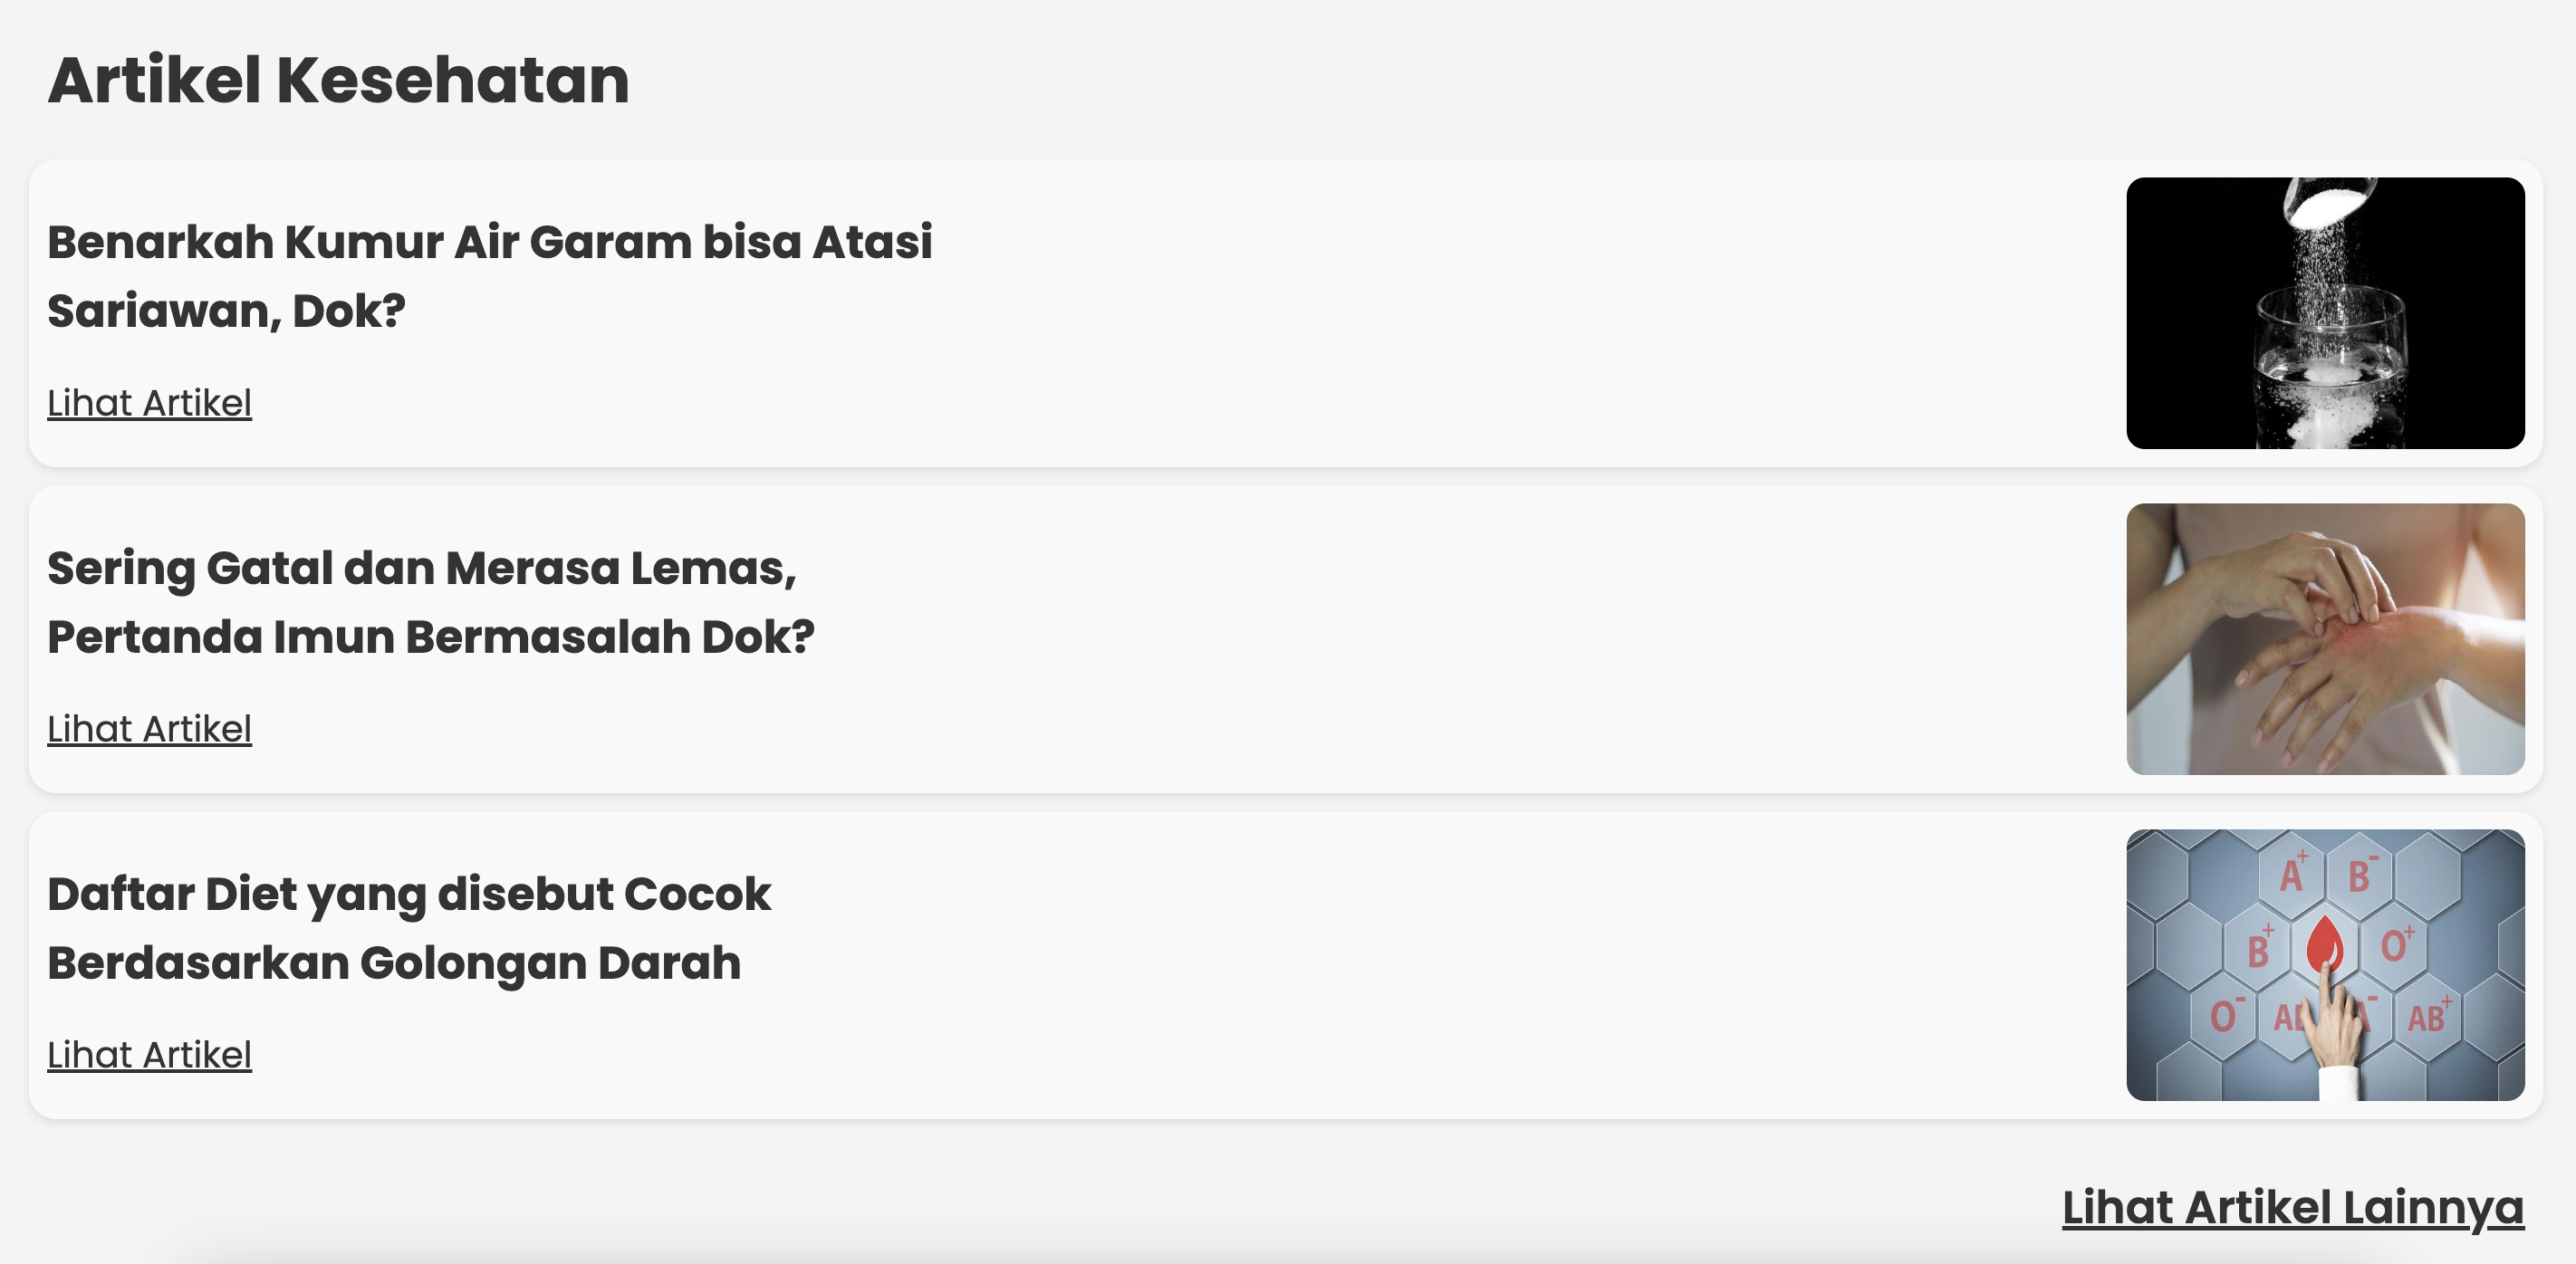 Artikel Kesehatan
Benarkah Kumur Air Garam bisa Atasi
Sariawan, Dok?
Lihat Artikel
Sering Gatal dan Merasa Lemas,
Pertanda Imun Bermasalah Dok?
Lihat Artikel
Daftar Diet yang disebut Cocok
Berdasarkan Golongan Darah
Lihat Artikel
A+ B-
B+ O+
O- A- AB+
Lihat Artikel Lainnya